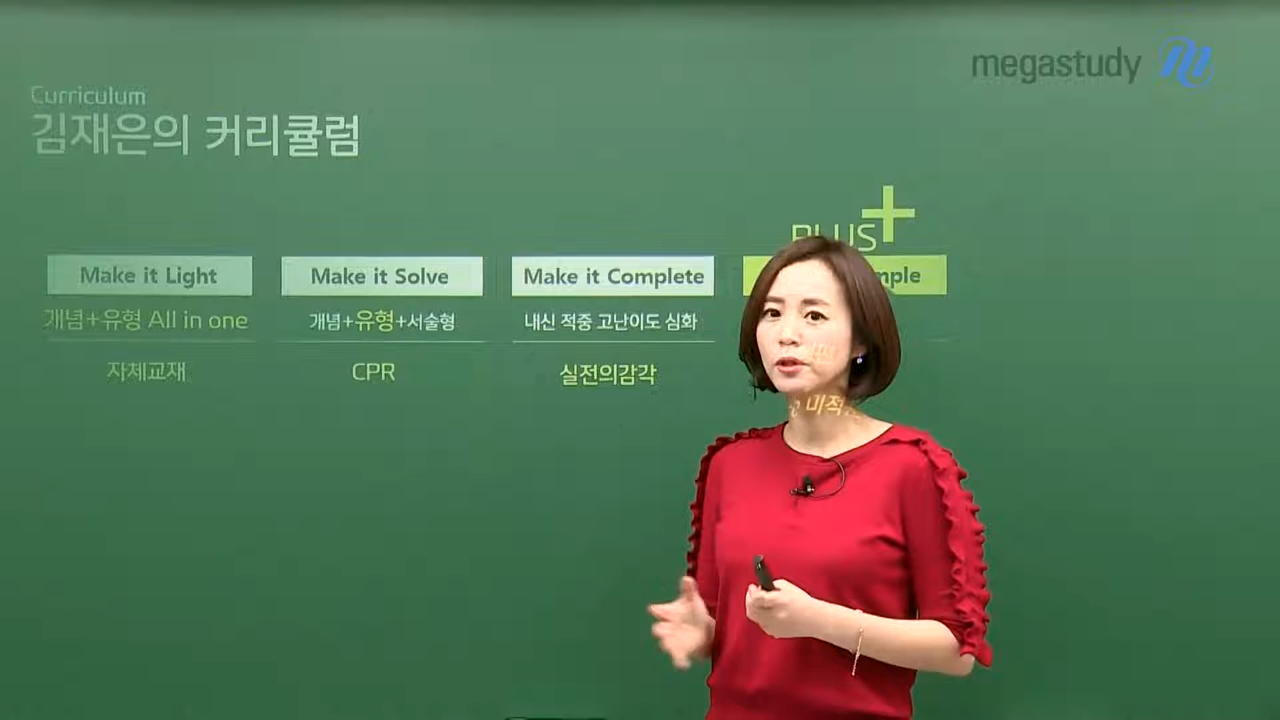 megastudy
Curriculum
김재은의 커리큘럼
PLUS+
Make it Light
Make it Solve
Make it Complete
개념+유형 All in one
개념+유형+서술형
내신 적중 고난이도 심화
자체교재
CPR
실전의감각
미적